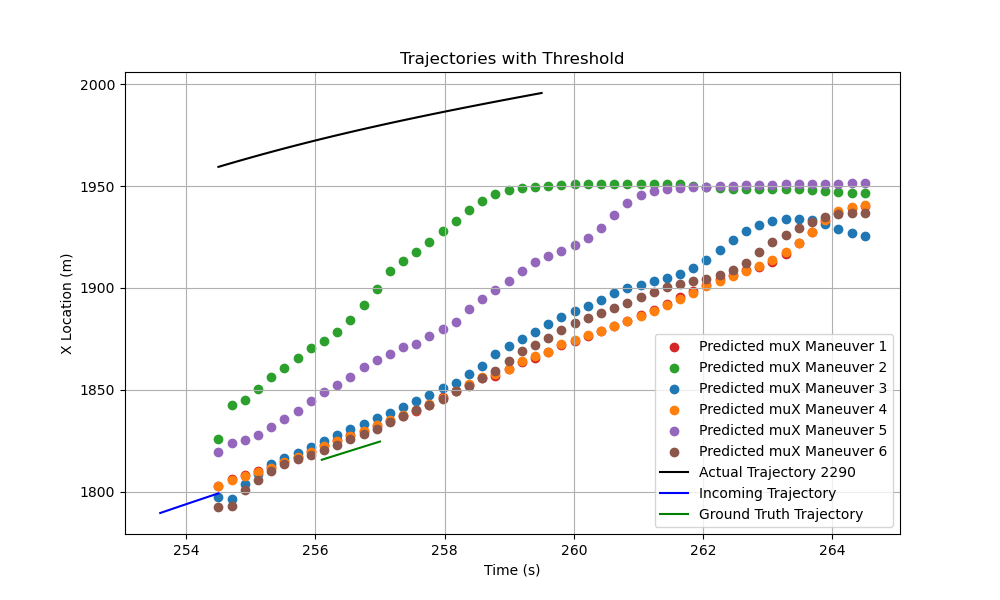 Trajectories with Threshold
2000
1950
1900
1850
1800
X Location (m)
254
256
258
260
262
264
Time (s)
Predicted muX Maneuver 1
Predicted muX Maneuver 2
Predicted muX Maneuver 3
Predicted muX Maneuver 4
Predicted muX Maneuver 5
Predicted muX Maneuver 6
Actual Trajectory 2290
Incoming Trajectory
Ground Truth Trajectory